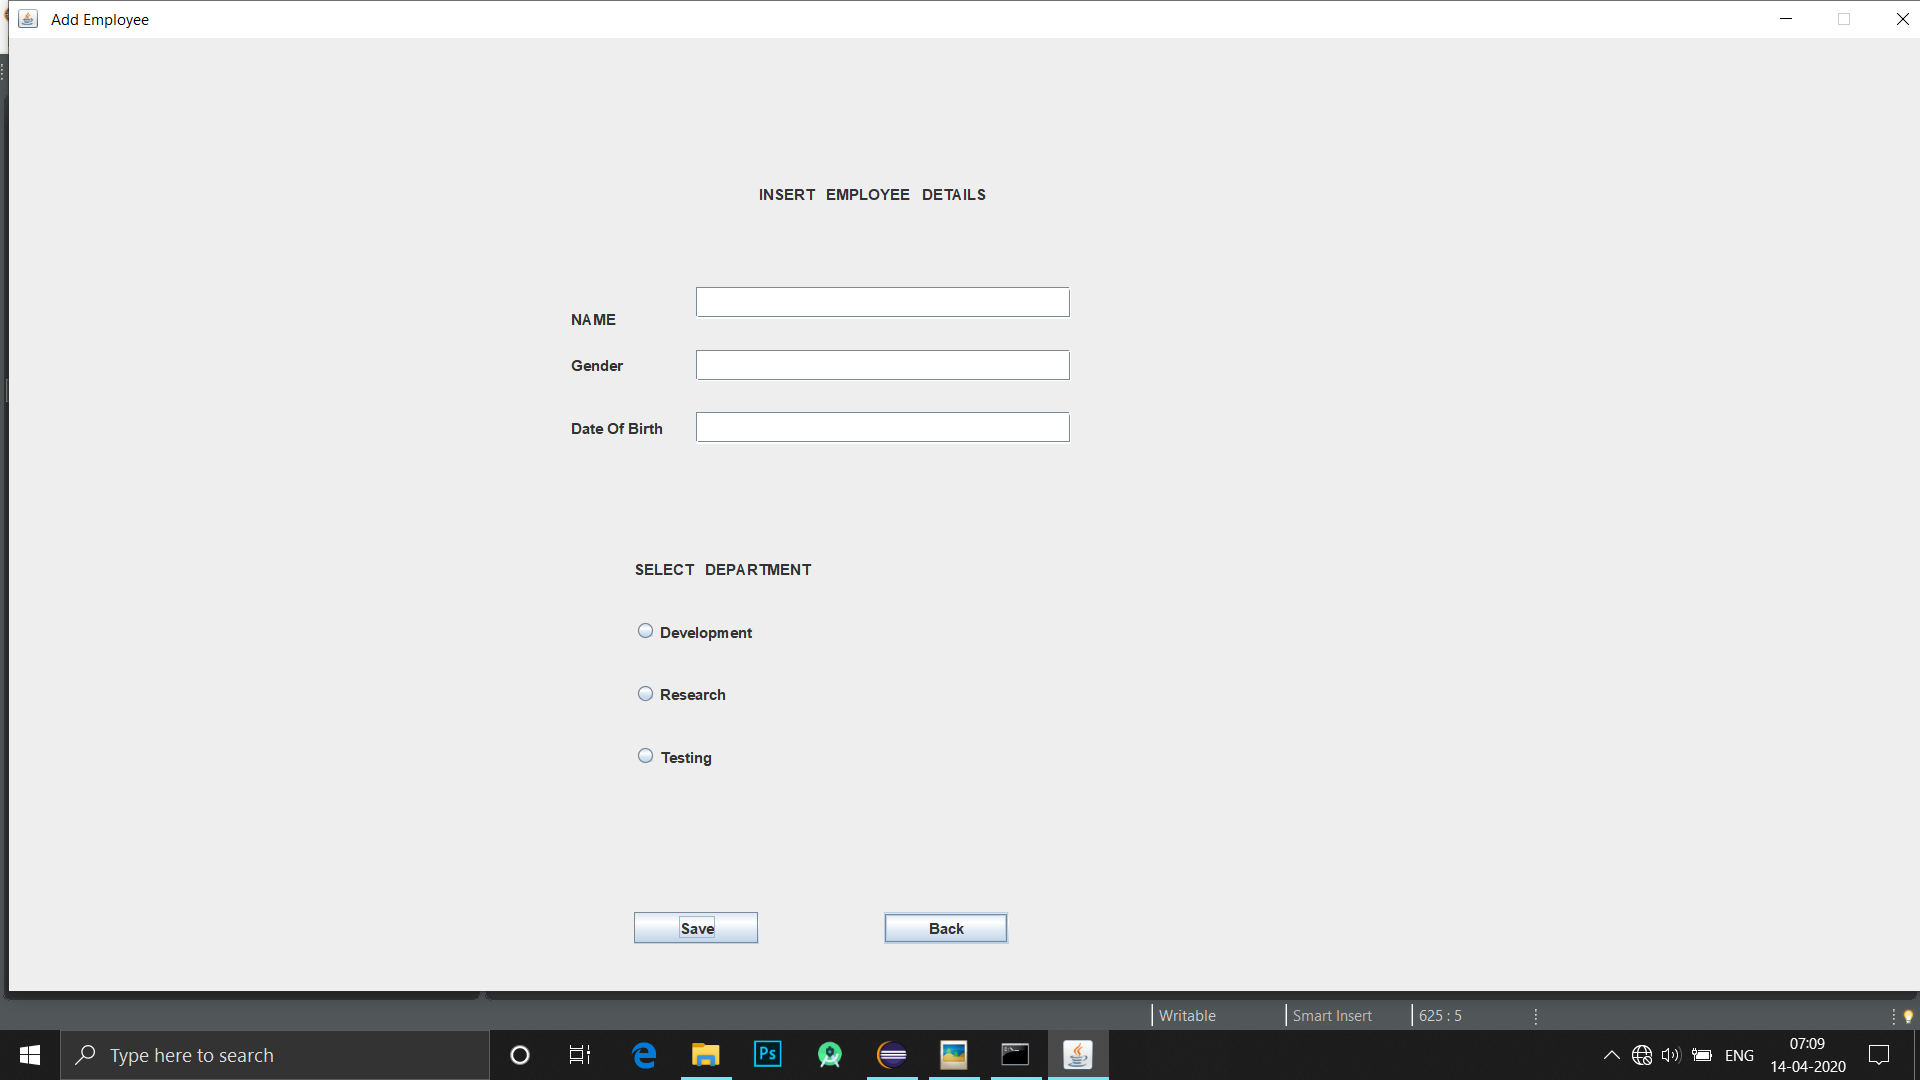 Add Employee
INSERT EMPLOYEE DETAILS
NAME
Gender
Date Of Birth
SELECT DEPARTMENT
Development
Research
Testing
Save
Back
Writable
Smart Insert
625 : 5
Type here to search
Ps
ENG
07:09
14-04-2020